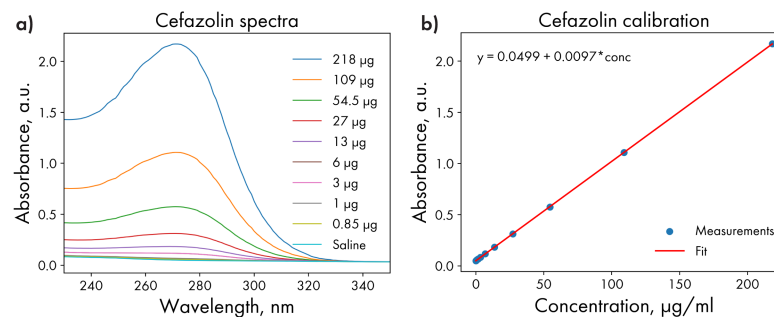 a)
Cefazolin spectra
Absorbance, a.u.
2.0
1.5
1.0
0.5
0.0
240
260
280
300
320
340
Wavelength, nm
218 µg
109 µg
54.5 µg
27 µg
13 µg
6 µg
3 µg
1 µg
0.85 µg
Saline
b)
Cefazolin calibration
y = 0.0499 + 0.0097*conc
Absorbance, a.u.
2.0
1.5
1.0
0.5
0.0
0
50
100
150
200
Concentration, µg/ml
Measurements
Fit